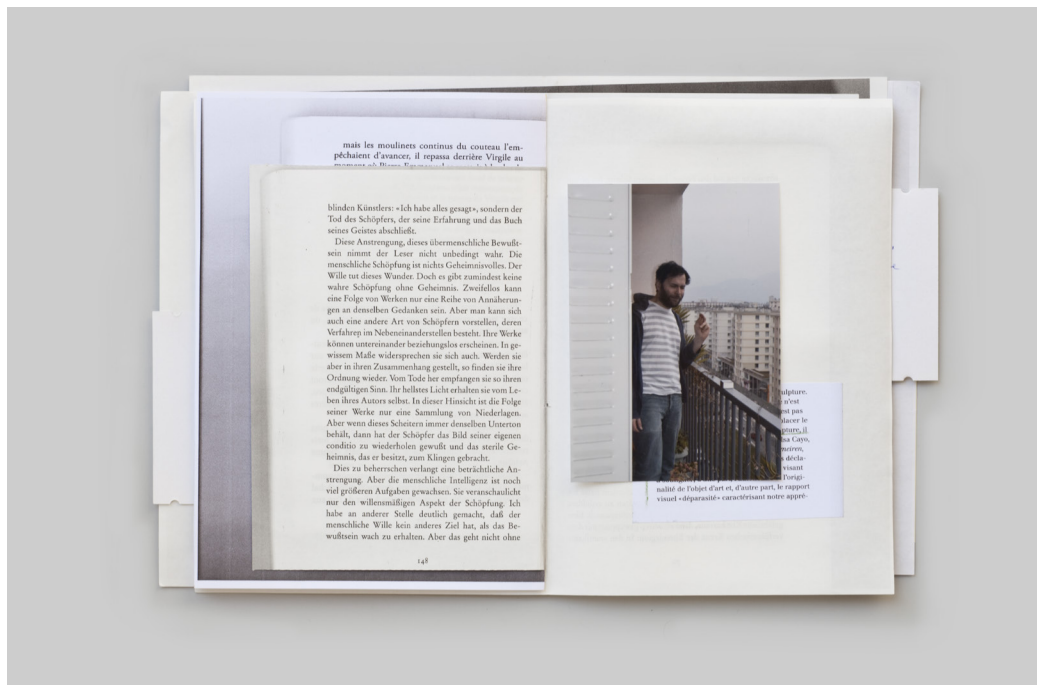 mais les moulinets continus du couteau l'em-
pêchaient d'avancer, il repassa derrière Virgile au
blinden Künstlers: «Ich habe alles gesagt», sondern der
Tod des Schöpfers, der seine Erfahrung und das Buch
seines Geistes abschließt.
Diese Anstrengung, dieses übermenschliche Bewußt-
sein nimmt der Leser nicht unbedingt wahr. Die
menschliche Schöpfung ist nichts Geheimnisvolles. Der
Wille tut dieses Wunder. Doch es gibt zumindest keine
wahre Schöpfung ohne Geheimnis. Zweifellos kann
eine Folge von Werken nur eine Reihe von Annäherun-
gen an denselben Gedanken sein. Aber man kann sich
auch eine andere Art von Schöpfern vorstellen, deren
Verfahren im Nebeneinanderstellen besteht. Ihre Werke
können untereinander beziehungslos erscheinen. In ge-
wissem Maße widersprechen sie sich auch. Werden sie
aber in ihren Zusammenhang gestellt, so finden sie ihre
Ordnung wieder. Vom Tode her empfangen sie so ihren
endgültigen Sinn. Ihr hellstes Licht erhalten sie vom Le-
ben ihres Autors selbst. In dieser Hinsicht ist die Folge
seiner Werke nur eine Sammlung von Niederlagen.
Aber wenn dieses Scheitern immer denselben Unterton
behält, dann hat der Schöpfer das Bild seiner eigenen
conditio zu wiederholen gewußt und das sterile Ge-
heimnis, das er besitzt, zum Klingen gebracht.
Dies zu beherrschen verlangt eine beträchtliche An-
strengung. Aber die menschliche Intelligenz ist noch
viel größeren Aufgaben gewachsen. Sie veranschaulicht
nur den willensmäßigen Aspekt der Schöpfung. Ich
habe an anderer Stelle deutlich gemacht, daß der
menschliche Wille kein anderes Ziel hat, als das Be-
wußtsein wach zu erhalten. Aber das geht nicht ohne
148
ulpture.
n'est
est pas
lacer le
pture, il
sa Cayo,
meiren,
décla-
visant
l'origi-
nalité de l'objet d'art et, d'autre part, le rapport
visuel «déparasité» caractérisant notre appré-